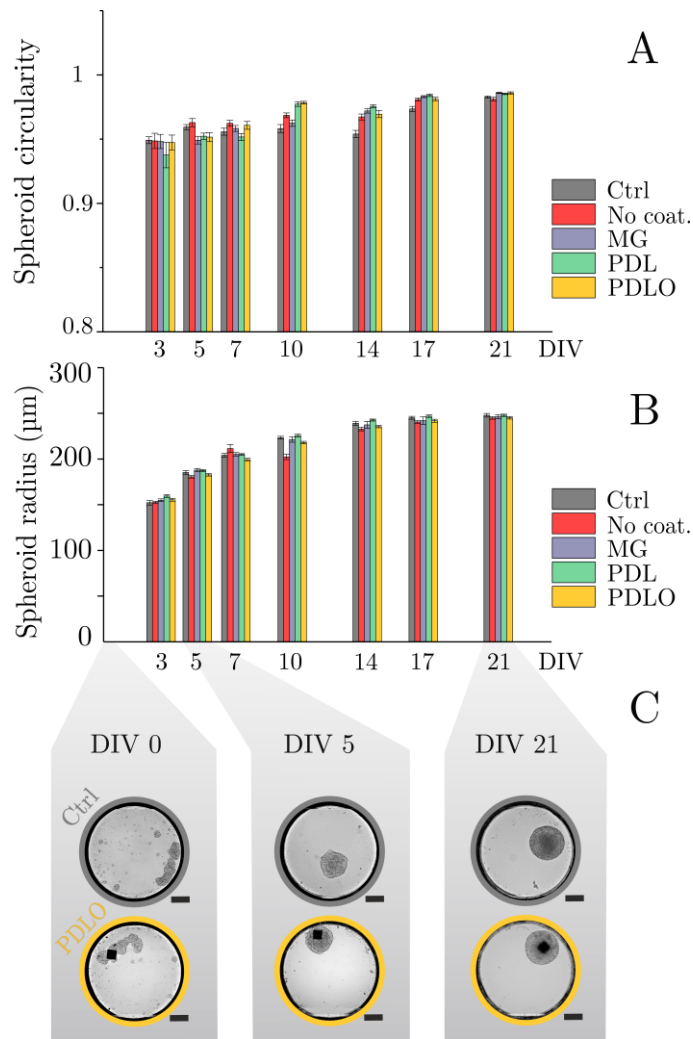 A
Spheroid circularity
1
0.9
0.8
Ctrl
No coat.
MG
PDL
PDLO
3 5 7 10 14 17 21 DIV
B
Spheroid radius (µm)
300
200
100
0
Ctrl
No coat.
MG
PDL
PDLO
3 5 7 10 14 17 21 DIV
C
DIV 0 DIV 5 DIV 21
Ctrl
PDLO